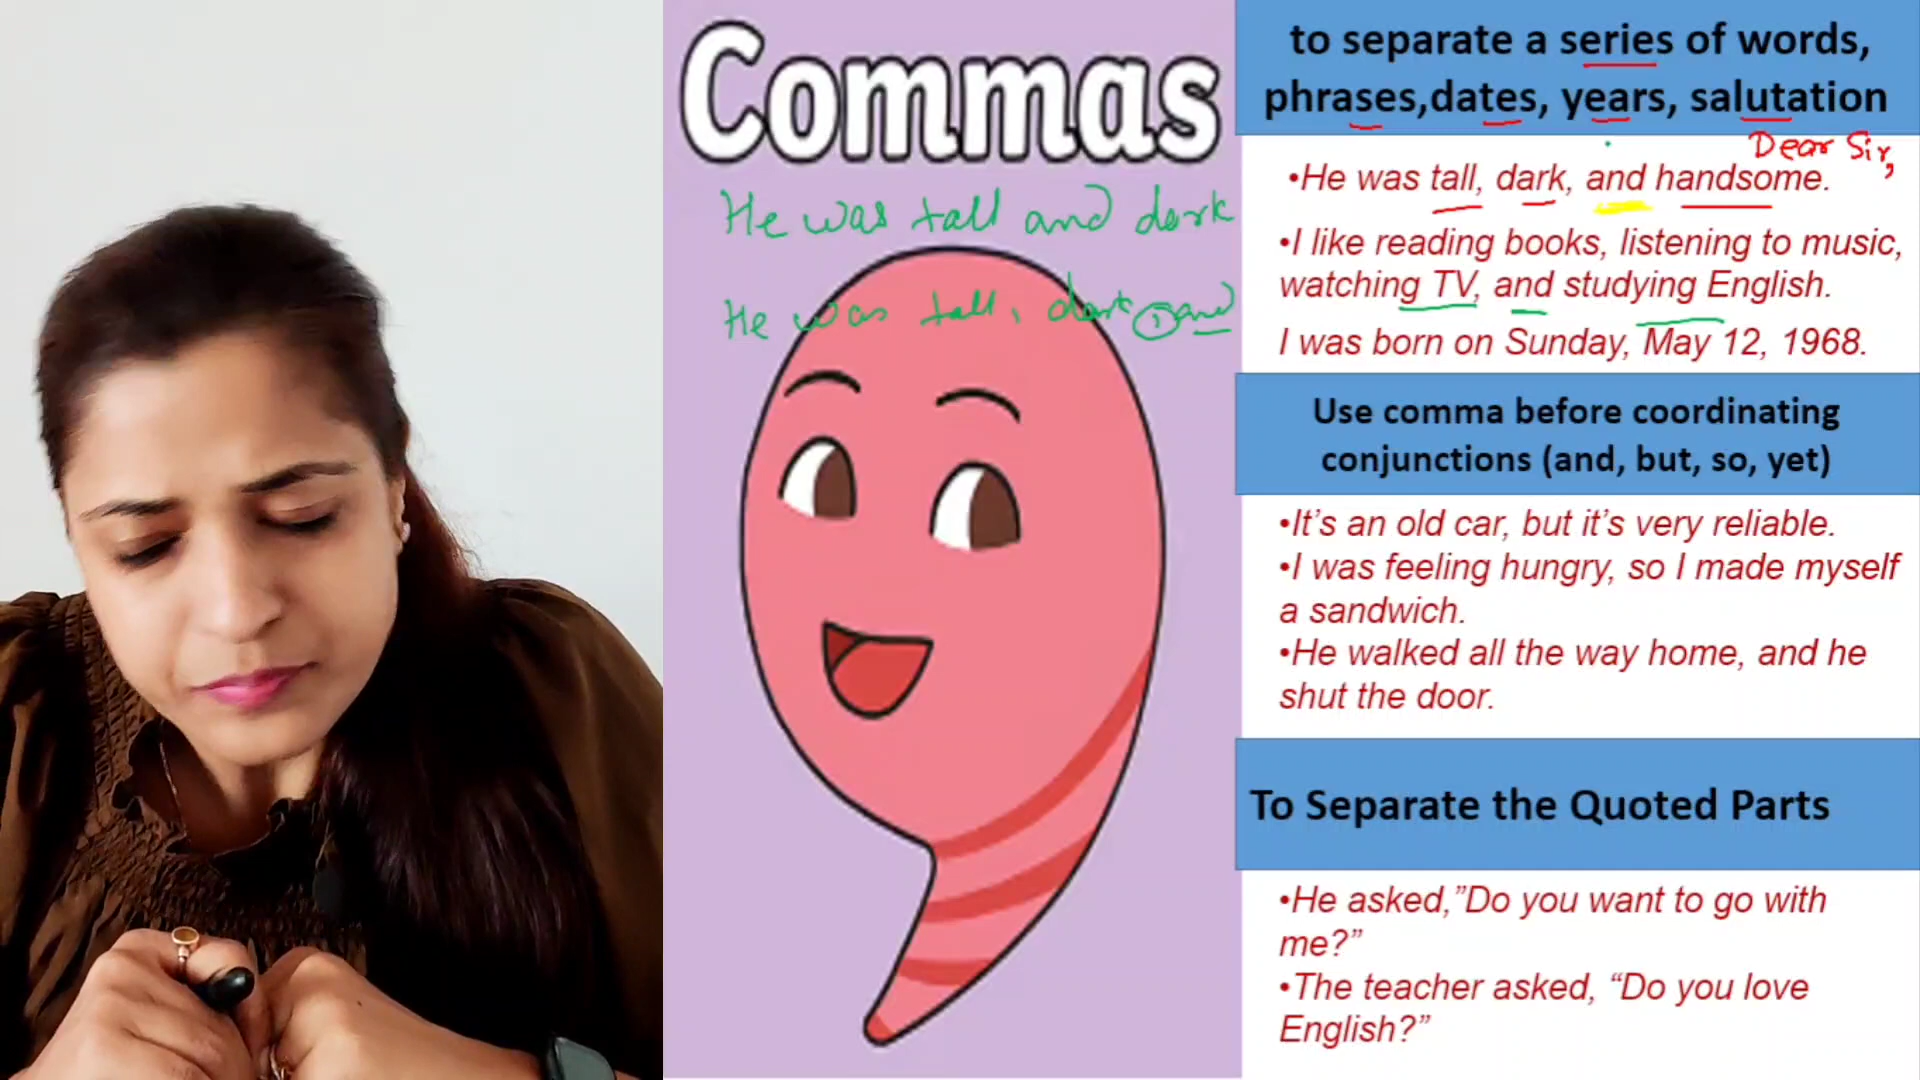 Commas
He was tall and dark
He was tall, dark, and
to separate a series of words,
phrases,dates, years, salutation
Dear Sir,
•He was tall, dark, and handsome.
•I like reading books, listening to music,
watching TV, and studying English.
I was born on Sunday, May 12, 1968.
Use comma before coordinating
conjunctions (and, but, so, yet)
•It’s an old car, but it’s very reliable.
•I was feeling hungry, so I made myself
a sandwich.
•He walked all the way home, and he
shut the door.
To Separate the Quoted Parts
•He asked,”Do you want to go with
me?”
•The teacher asked, “Do you love
English?”